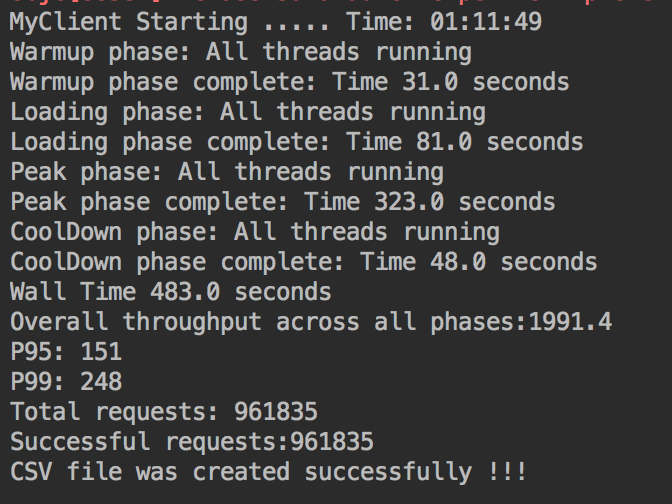 MyClient Starting ..... Time: 01:11:49
Warmup phase: All threads running
Warmup phase complete: Time 31.0 seconds
Loading phase: All threads running
Loading phase complete: Time 81.0 seconds
Peak phase: All threads running
Peak phase complete: Time 323.0 seconds
CoolDown phase: All threads running
CoolDown phase complete: Time 48.0 seconds
Wall Time 483.0 seconds
Overall throughput across all phases:1991.4
P95: 151
P99: 248
Total requests: 961835
Successful requests:961835
CSV file was created successfully !!!